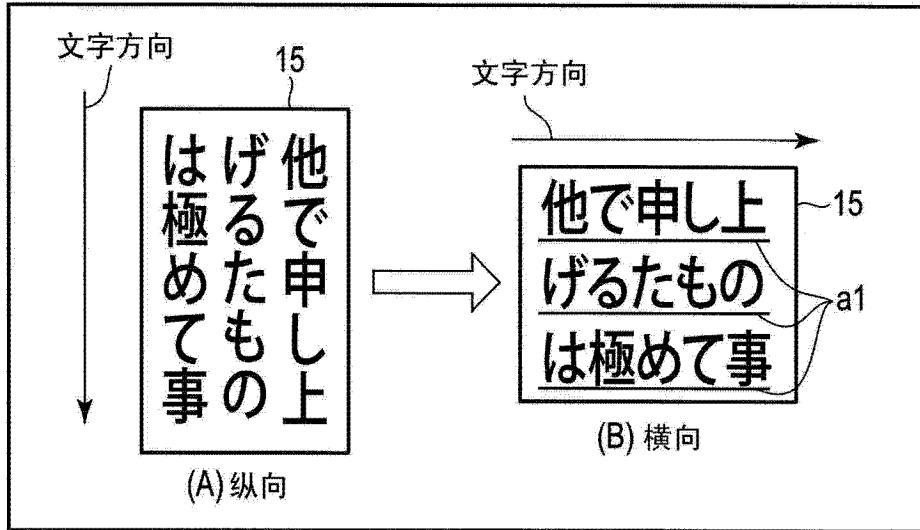 文字方向
15
他で申し上
げるたもの
は極めて事
(A) 纵向
文字方向
15
他で申し上
げるたもの
は極めて事
a1
(B) 横向